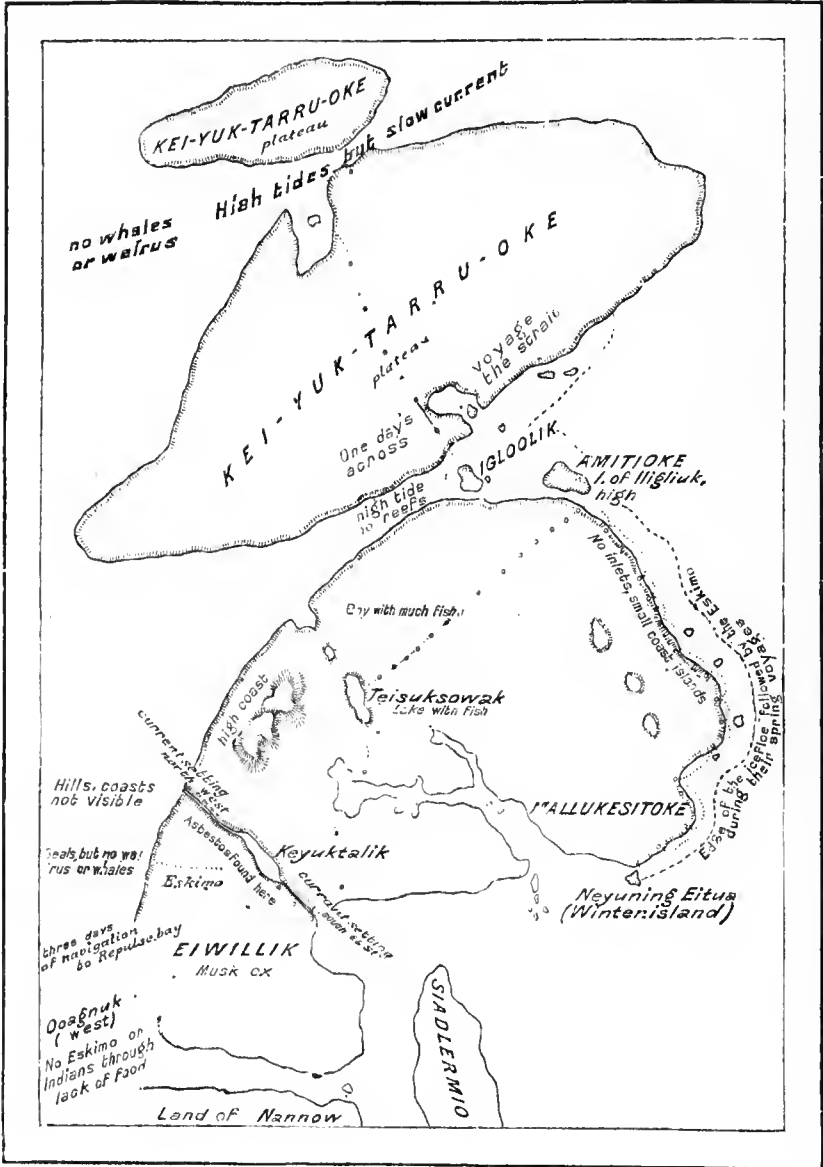 KEI-YUK-TARRU-OKE
plateau
High tides but slow current
no whales
or walrus
KEI-YUK-TARRU-OKE
plateau
voyage
the strait
One day's
across
IGLOOLIK
AMITIOKE
I. of Iligliuk,
high
high tide
no reefs
No inlets, small coast islands
Bay with much fish
Edge of the icefloe followed by the Eskimo
during their spring voyages
Teisuksowak
Lake with fish
high coast
current setting
north west
Hills, coasts
not visible
MALLUKESITOKE
Asbestos found here
Keyuktalik
Seals, but no wal
rus or whales
Eskimo
current setting
south east
Neyuning Eitua
(Winter island)
three days
of navigation
to Repulse bay
EIWILLIK
Musk ox
SIADLERMIO
Ooagnuk
(west)
No Eskimo or
Indians through
lack of food
Land of Nannow